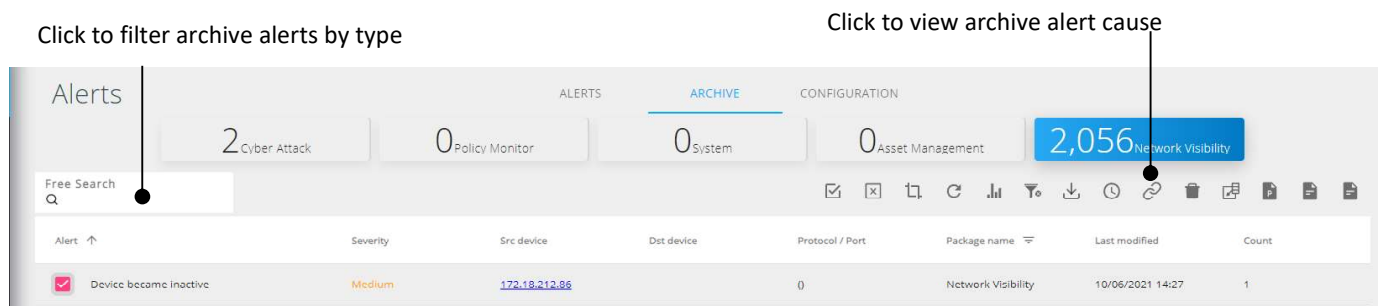 Click to filter archive alerts by type
Click to view archive alert cause
Alerts
ALERTS ARCHIVE CONFIGURATION
2 Cyber Attack 0 Policy Monitor 0 System 0 Asset Management 2,056 Network Visibility
Free Search
Alert Severity Src device Dst device Protocol / Port Package name Last modified Count
Device became inactive Medium 172.18.212.86 () Network Visibility 10/06/2021 14:27 1